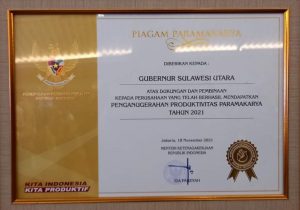 PIAGAM PARAMAKARYA
DIBERIKAN KEPADA :
GUBERNUR SULAWESI UTARA
ATAS DUKUNGAN DAN PEMBINAAN
KEPADA PERUSAHAAN YANG TELAH BERHASIL MENDAPATKAN
PENGANUGERAHAN PRODUKTIVITAS PARAMAKARYA
TAHUN 2021
Jakarta, 19 November 2021
MENTERI KETENAGAKERJAAN
REPUBLIK INDONESIA
IDA FAUZIYAH
KITA INDONESIA
KITA PRODUKTIF